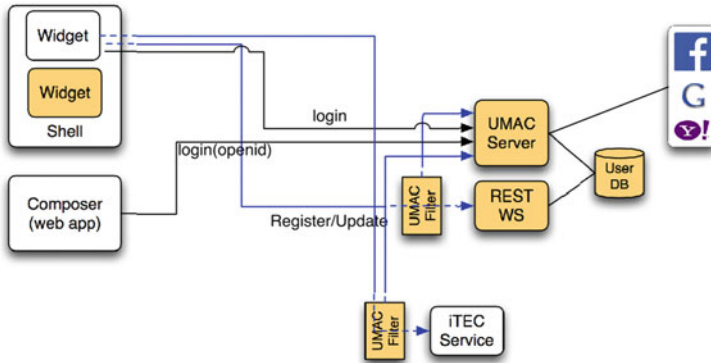 Widget
Widget
Shell
Composer
(web app)
login
login(openid)
Register/Update
UMAC
Filter
UMAC
Filter
UMAC
Server
REST
WS
User
DB
iTEC
Service
f
G
Y!